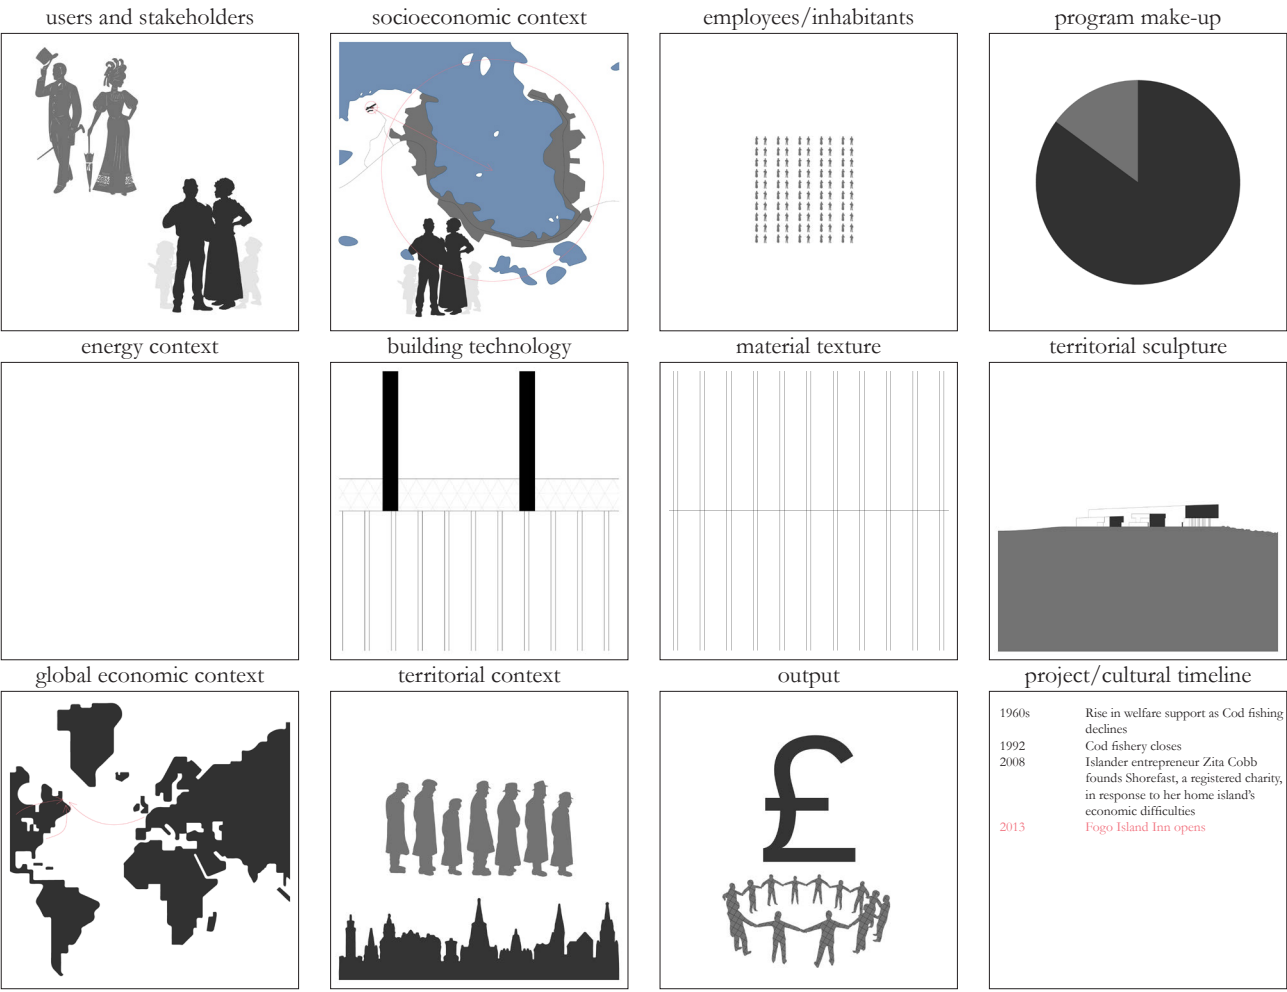 users and stakeholders
socioeconomic context
employees/inhabitants
program make-up
energy context
building technology
material texture
territorial sculpture
global economic context
territorial context
output
£
project/cultural timeline
1960s Rise in welfare support as Cod fishing
declines
1992 Cod fishery closes
2008 Islander entrepreneur Zita Cobb
founds Shorefast, a registered charity,
in response to her home island's
economic difficulties
2013 Fogo Island Inn opens